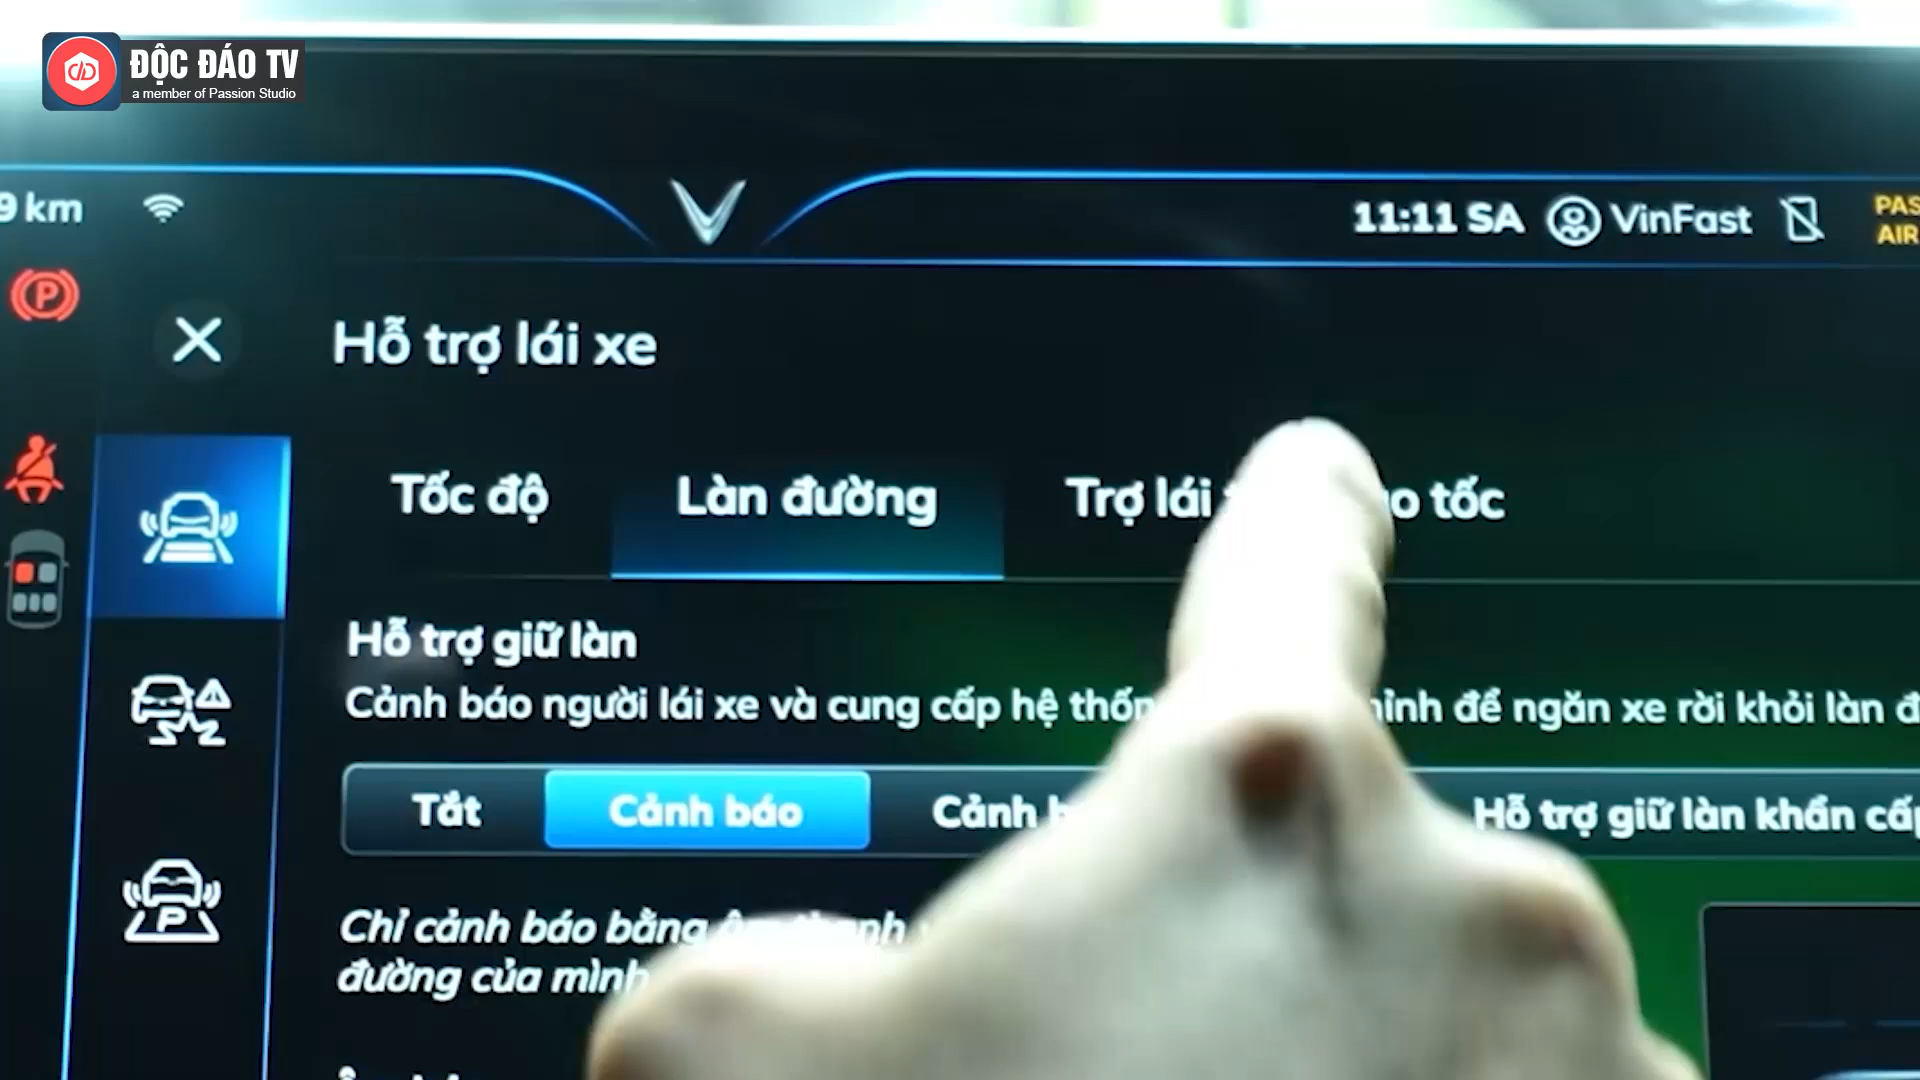 ĐỘC ĐÁO TV
a member of Passion Studio
9 km
11:11 SA VinFast
PAS
AIR
P
Hỗ trợ lái xe
Tốc độ Làn đường Trợ lái tốc
Hỗ trợ giữ làn
Cảnh báo người lái xe và cung cấp hệ để ngăn xe rời khỏi làn
Tắt Cảnh báo Cảnh Hỗ trợ giữ làn khẩn
P
Chỉ cảnh báo bằng
đường của mình